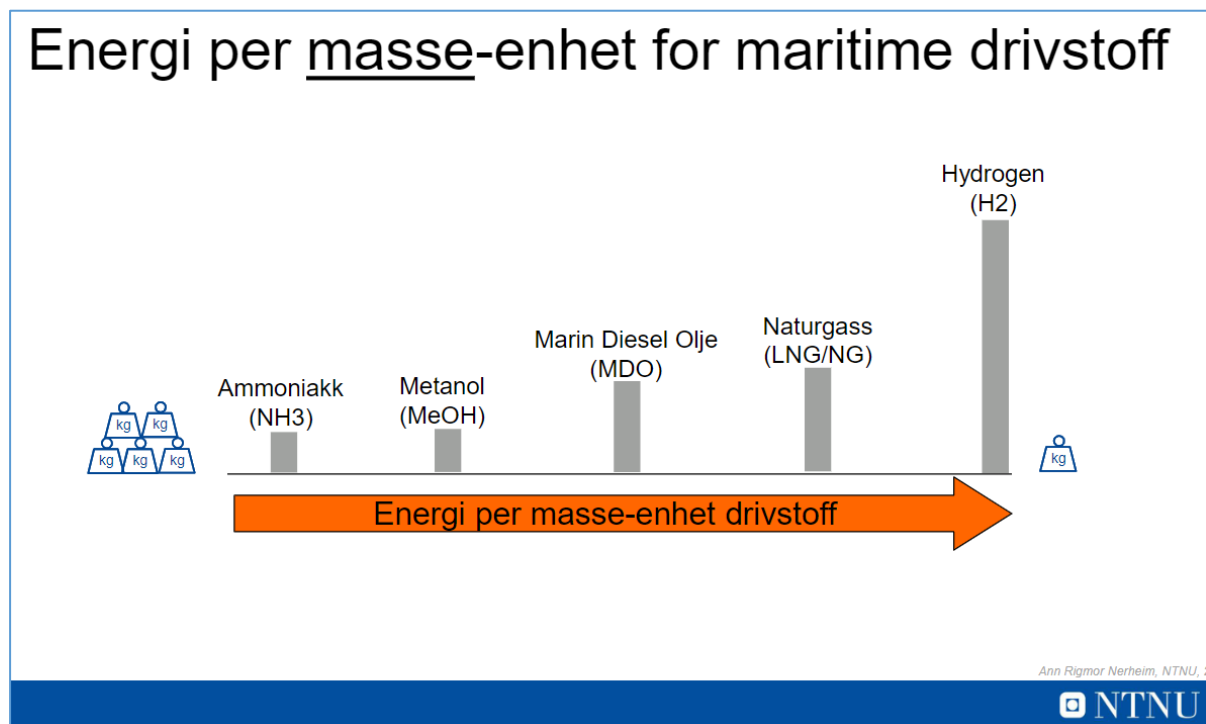 Energi per masse-enhet for maritime drivstoff
Hydrogen
(H2)
Naturgass
(LNG/NG)
Marin Diesel Olje
(MDO)
Metanol
(MeOH)
Ammoniakk
(NH3)
kg kg
kg kg kg
kg
Energi per masse-enhet drivstoff
Ann Rigmor Nerheim, NTNU,
NTNU